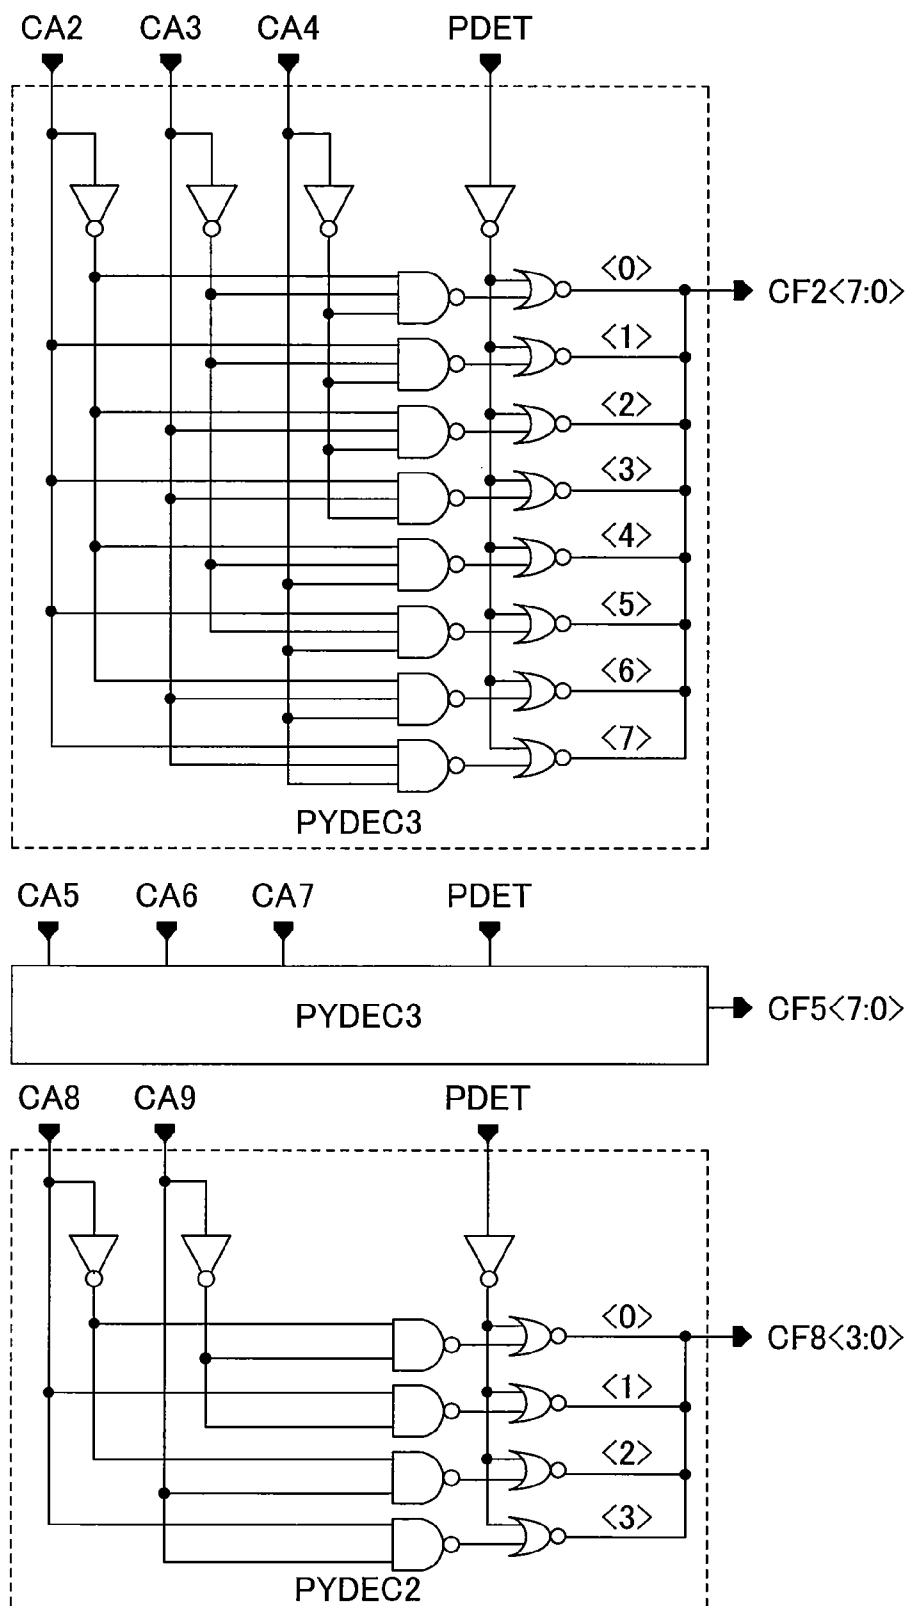 CA2 CA3 CA4 PDET
<0>
CF2<7:0>
<1>
<2>
<3>
<4>
<5>
<6>
<7>
PYDEC3
CA5 CA6 CA7 PDET
PYDEC3
CF5<7:0>
CA8 CA9 PDET
<0>
CF8<3:0>
<1>
<2>
<3>
PYDEC2